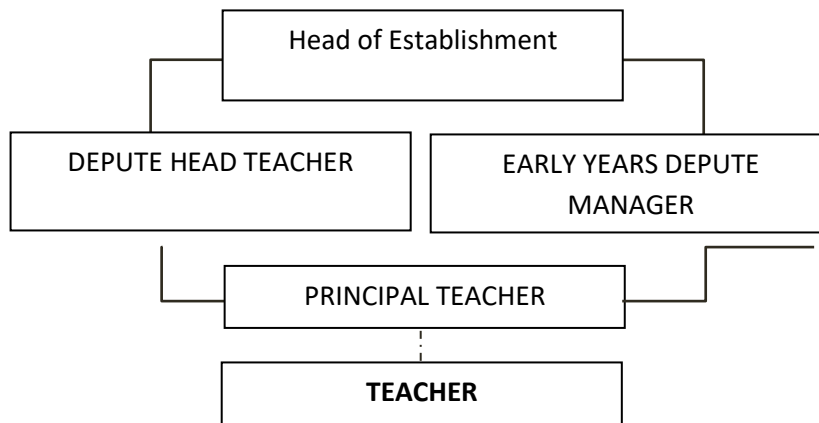 Head of Establishment
DEPUTE HEAD TEACHER
EARLY YEARS DEPUTE
MANAGER
PRINCIPAL TEACHER
TEACHER